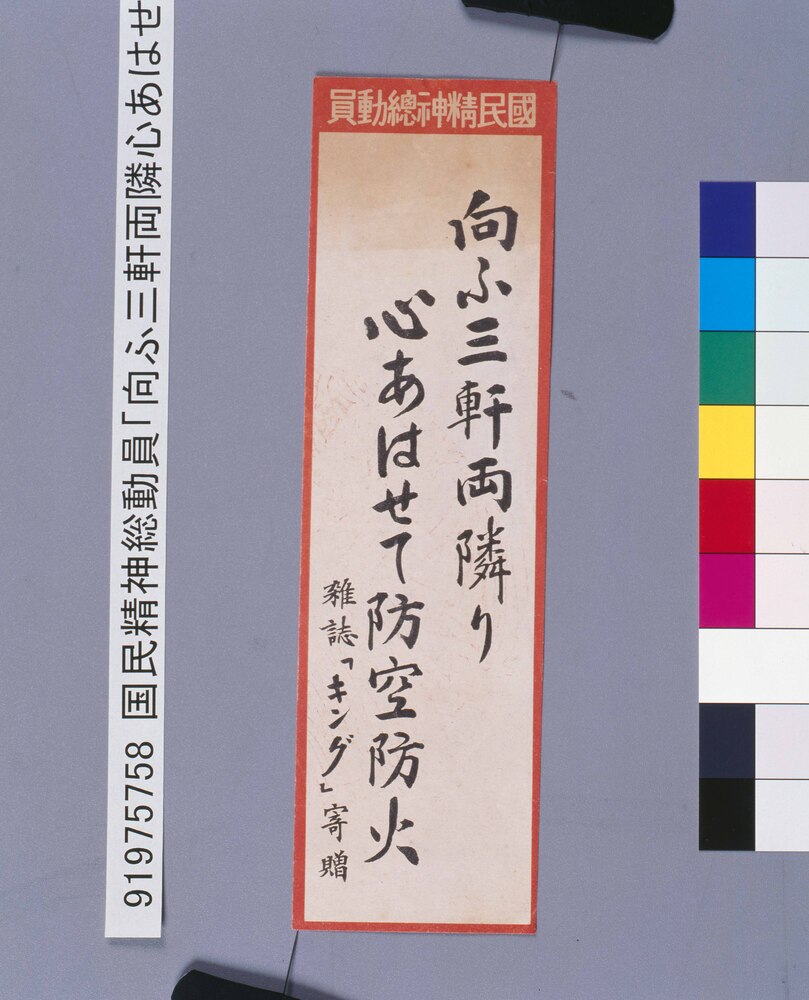 國民精神總動員
向ふ三軒両隣り
心あはせて防空防火
雑誌「キング」寄贈
91975758 国民精神総動員「向ふ三軒両隣心あはせ